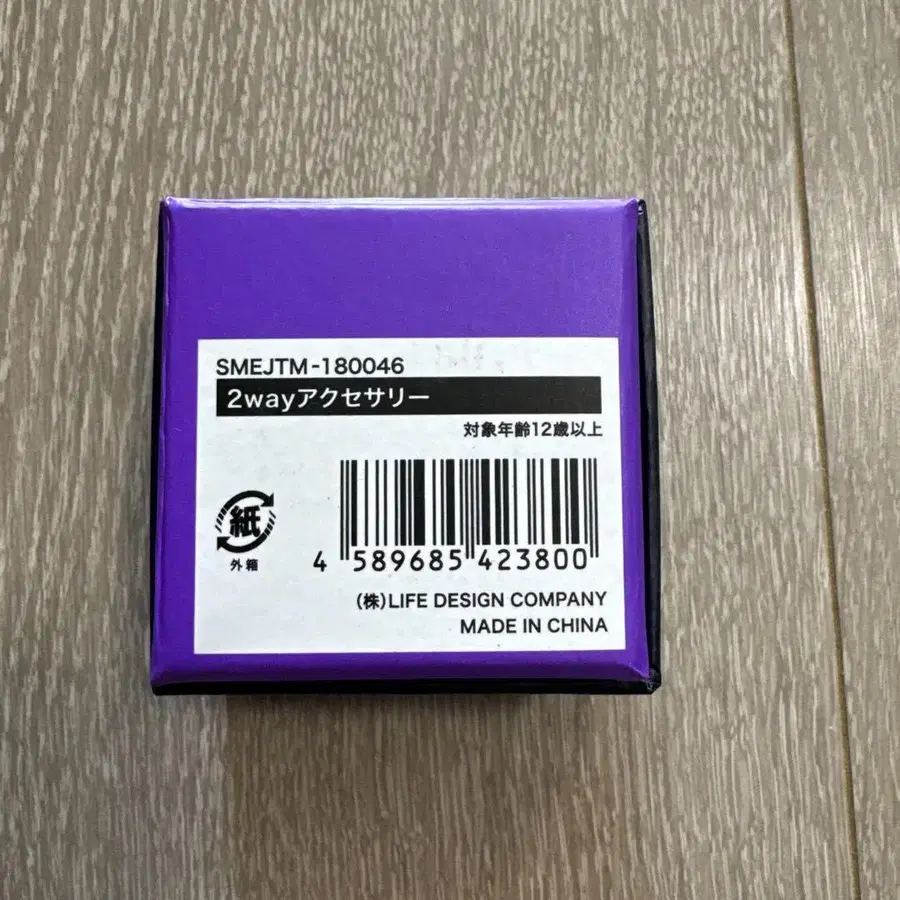 SMEJTM-180046
2wayアクセサリー
対象年齢12歳以上
紙
外箱
4 589685 423800
(株)LIFE DESIGN COMPANY
MADE IN CHINA